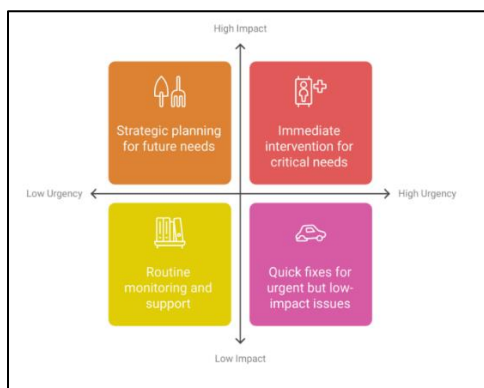 High Impact
Strategic planning
for future needs
Immediate
intervention for
critical needs
Low Urgency
High Urgency
Routine
monitoring and
support
Quick fixes for
urgent but low-
impact issues
Low Impact